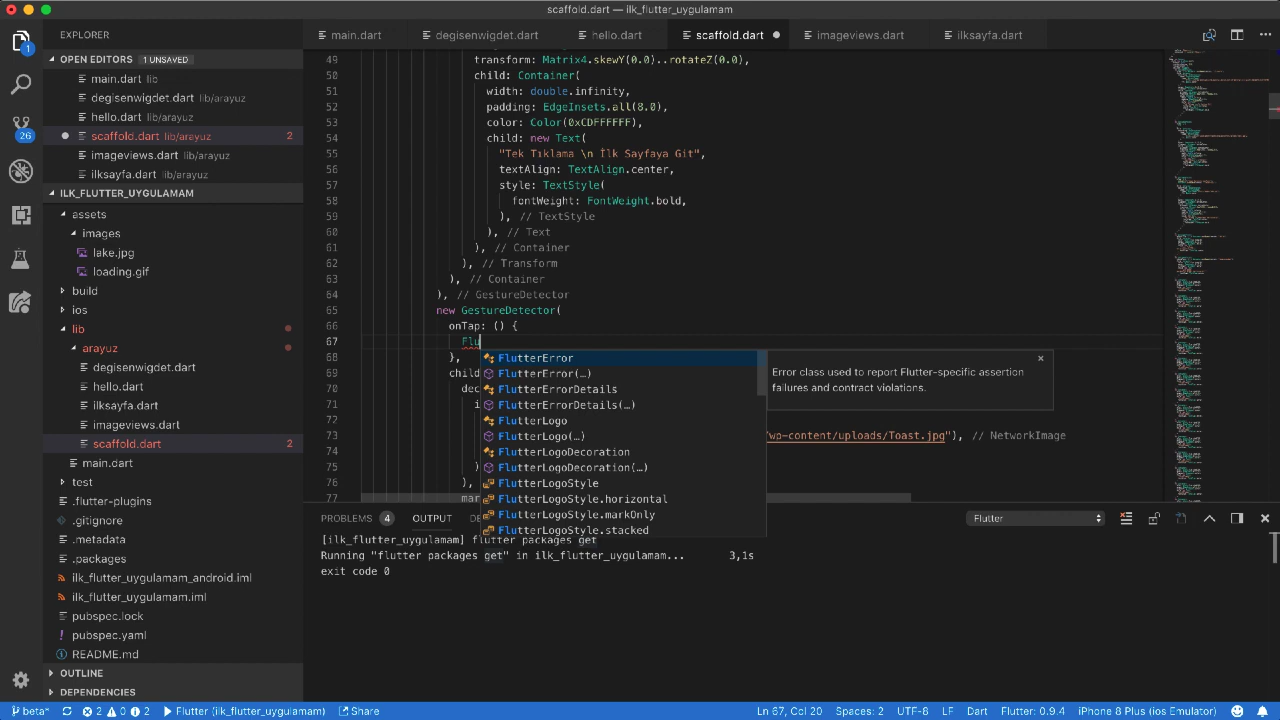 scaffold.dart — ilk_flutter_uygulamam
EXPLORER
main.dart degisenwigdet.dart hello.dart scaffold.dart imageviews.dart ilksayfa.dart
OPEN EDITORS 1 UNSAVED
main.dart lib
degisenwigdet.dart lib/arayuz
hello.dart lib/arayuz
scaffold.dart lib/arayuz 2
imageviews.dart lib/arayuz
ilksayfa.dart lib/arayuz
ILK_FLUTTER_UYGULAMAM
assets
images
lake.jpg
loading.gif
build
ios
lib
arayuz
degisenwigdet.dart
hello.dart
ilksayfa.dart
imageviews.dart
scaffold.dart 2
main.dart
test
.flutter-plugins
.gitignore
.metadata
.packages
ilk_flutter_uygulamam_android.iml
ilk_flutter_uygulamam.iml
pubspec.lock
pubspec.yaml
README.md
OUTLINE
DEPENDENCIES
1
26
49 transform: Matrix4.skewY(0.0)..rotateZ(0.0),
50 child: Container(
51 width: double.infinity,
52 padding: EdgeInsets.all(8.0),
53 color: Color(0xCDFFFFFF),
54 child: new Text(
55 "Tek Tıklama \n İlk Sayfaya Git",
56 textAlign: TextAlign.center,
57 style: TextStyle(
58 fontWeight: FontWeight.bold,
59 ), // TextStyle
60 ), // Text
61 ), // Container
62 ), // Transform
63 ), // Container
64 ), // GestureDetector
65 new GestureDetector(
66 onTap: () {
67 Flu
68 },
69 child
70 dec
71 i
72
73 "wp-content/uploads/Toast.jpg"), // NetworkImage
74
75 )
76 ),
77 mar
FlutterError
FlutterError(…)
FlutterErrorDetails
FlutterErrorDetails(…)
FlutterLogo
FlutterLogo(…)
FlutterLogoDecoration
FlutterLogoDecoration(…)
FlutterLogoStyle
FlutterLogoStyle.horizontal
FlutterLogoStyle.markOnly
FlutterLogoStyle.stacked
Error class used to report Flutter-specific assertion
failures and contract violations.
PROBLEMS 4 OUTPUT Flutter
[ilk_flutter_uygulamam] flutter packages get
Running "flutter packages get" in ilk_flutter_uygulamam... 3,1s
exit code 0
beta* 2 0 2 Flutter (ilk_flutter_uygulamam) Share Ln 67, Col 20 Spaces: 2 UTF-8 LF Dart Flutter: 0.9.4 iPhone 8 Plus (ios Emulator)